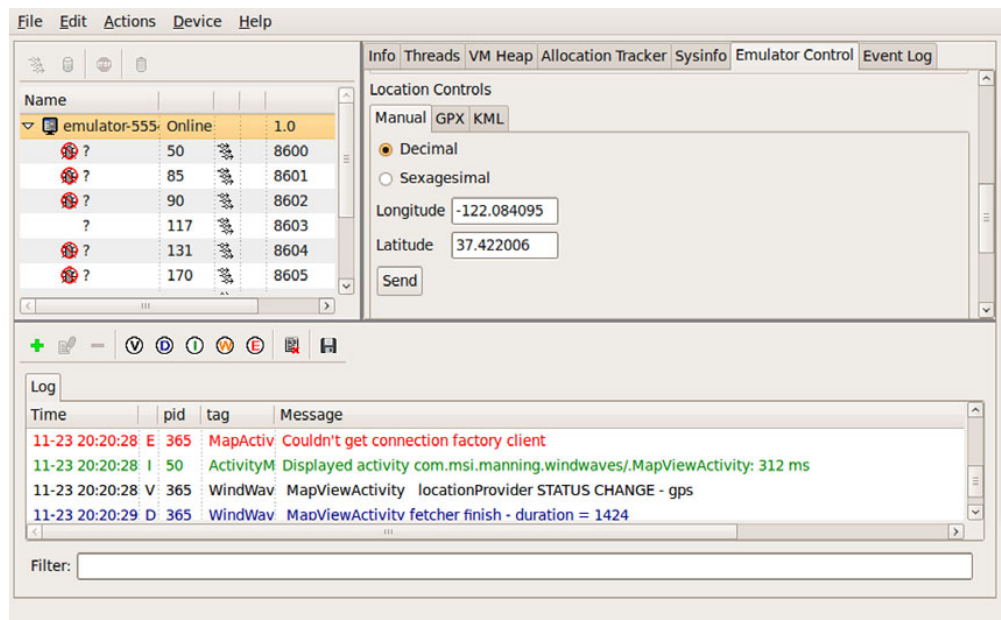 File Edit Actions Device Help
Info Threads VM Heap Allocation Tracker Sysinfo Emulator Control Event Log
Name
emulator-555 Online 1.0
? 50 8600
? 85 8601
? 90 8602
? 117 8603
? 131 8604
? 170 8605
Location Controls
Manual GPX KML
Decimal
Sexagesimal
Longitude -122.084095
Latitude 37.422006
Send
V D I W E
Log
Time pid tag Message
11-23 20:20:28 E 365 MapActiv Couldn't get connection factory client
11-23 20:20:28 I 50 ActivityM Displayed activity com.msi.manning.windwaves/.MapViewActivity: 312 ms
11-23 20:20:28 V 365 WindWav MapViewActivity locationProvider STATUS CHANGE - gps
11-23 20:20:29 D 365 WindWav MapViewActivity fetcher finish - duration = 1424
Filter: